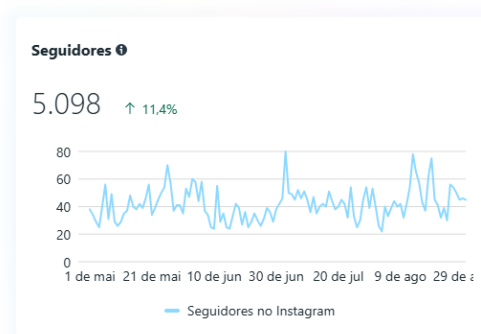 Seguidores
5.098 ↑ 11,4%
80
60
40
20
0
1 de mai 21 de mai 10 de jun 30 de jun 20 de jul 9 de ago 29 de a
Seguidores no Instagram